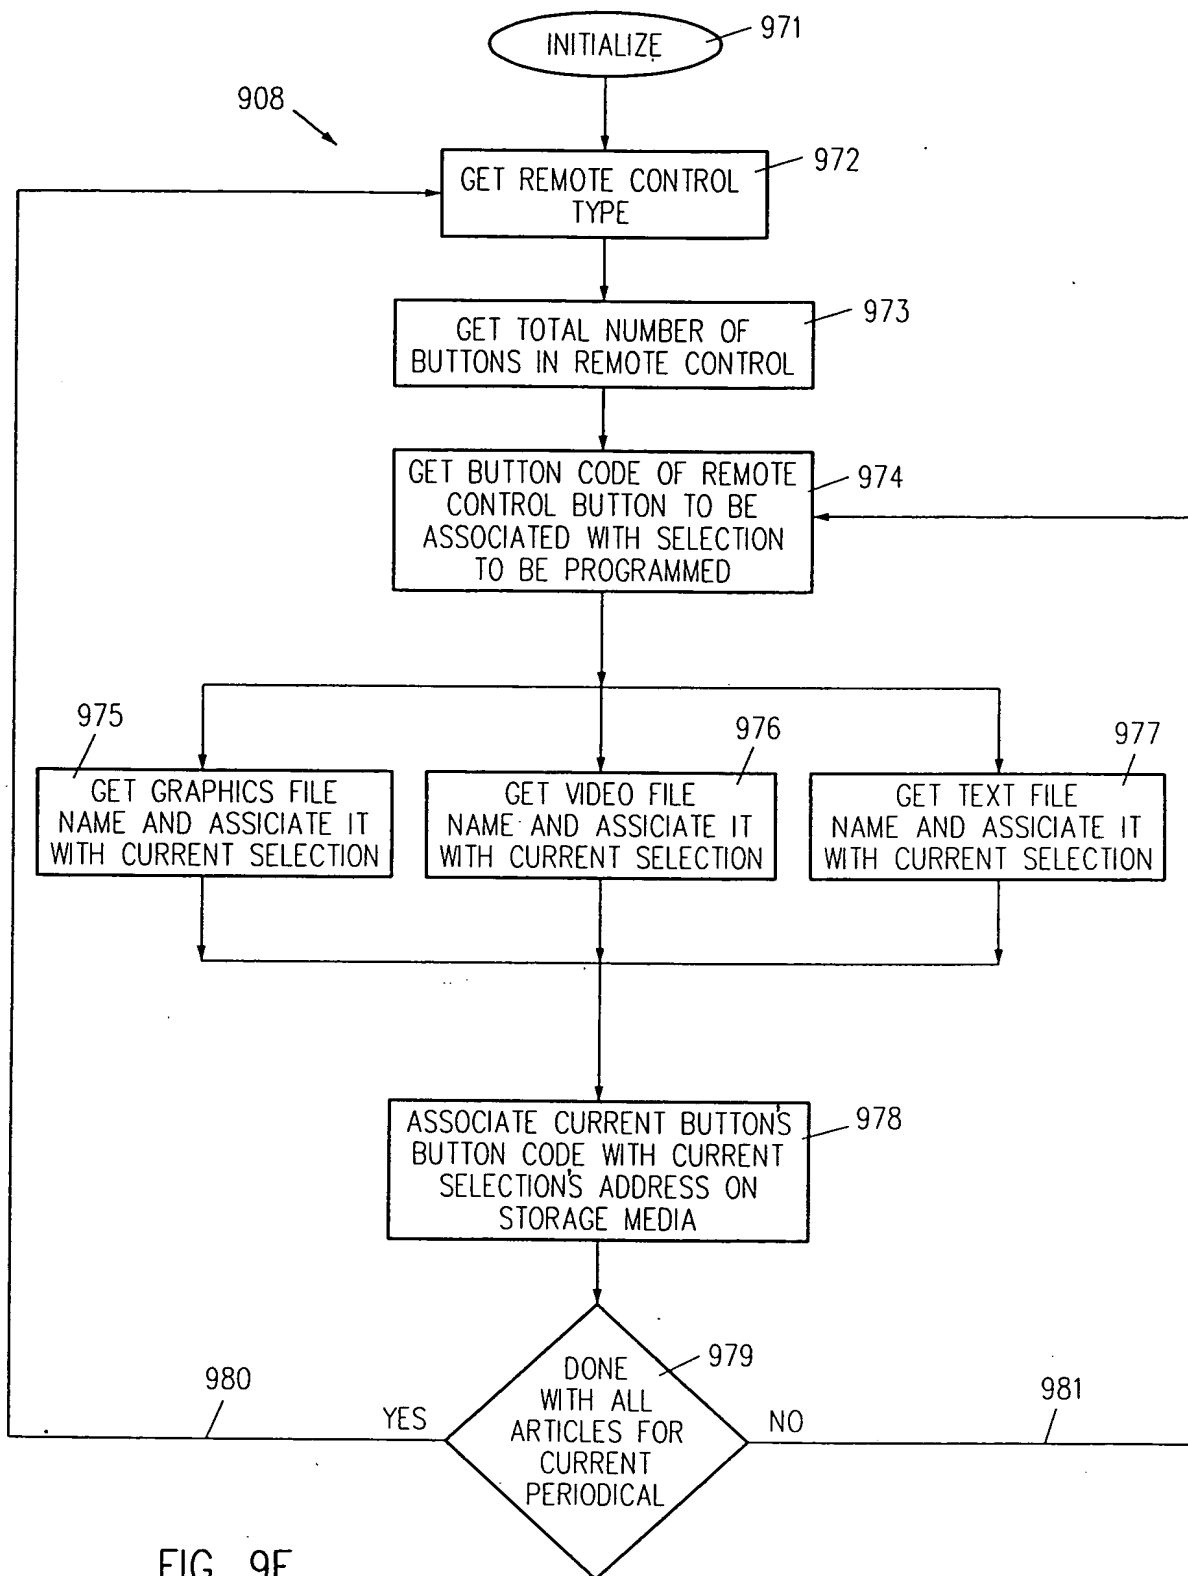 INITIALIZE
971
908
GET REMOTE CONTROL
TYPE
972
GET TOTAL NUMBER OF
BUTTONS IN REMOTE CONTROL
973
GET BUTTON CODE OF REMOTE
CONTROL BUTTON TO BE
ASSOCIATED WITH SELECTION
TO BE PROGRAMMED
974
975
GET GRAPHICS FILE
NAME AND ASSICIATE IT
WITH CURRENT SELECTION
976
GET VIDEO FILE
NAME AND ASSICIATE IT
WITH CURRENT SELECTION
977
GET TEXT FILE
NAME AND ASSICIATE IT
WITH CURRENT SELECTION
ASSOCIATE CURRENT BUTTON'S
BUTTON CODE WITH CURRENT
SELECTION'S ADDRESS ON
STORAGE MEDIA
978
DONE
WITH ALL
ARTICLES FOR
CURRENT
PERIODICAL
979
980
YES
NO
981
FIG. 9F